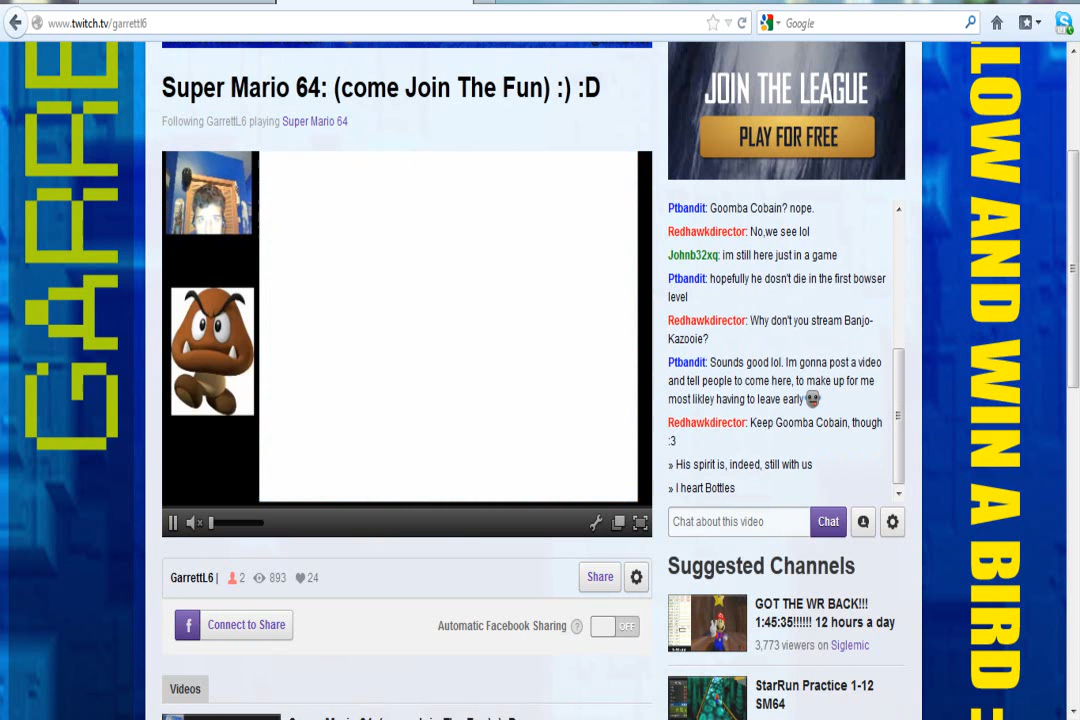 www.twitch.tv/garrettl6
Google
GARRE
Super Mario 64: (come Join The Fun) :) :D
Following GarrettL6 playing Super Mario 64
JOIN THE LEAGUE
PLAY FOR FREE
Ptbandit: Goomba Cobain? nope.
Redhawkdirector: No,we see lol
Johnb32xq: im still here just in a game
Ptbandit: hopefully he dosn't die in the first bowser
level
Redhawkdirector: Why don't you stream Banjo-
Kazooie?
Ptbandit: Sounds good lol. Im gonna post a video
and tell people to come here, to make up for me
most likley having to leave early
Redhawkdirector: Keep Goomba Cobain, though
:3
» His spirit is, indeed, still with us
» I heart Bottles
Chat about this video
Chat
GarrettL6 |
2
893
24
Share
f
Connect to Share
Automatic Facebook Sharing ?
OFF
Videos
Suggested Channels
GOT THE WR BACK!!!
1:45:35!!!!!! 12 hours a day
3,773 viewers on Siglemic
StarRun Practice 1-12
SM64
LLOW AND WIN A BIRD